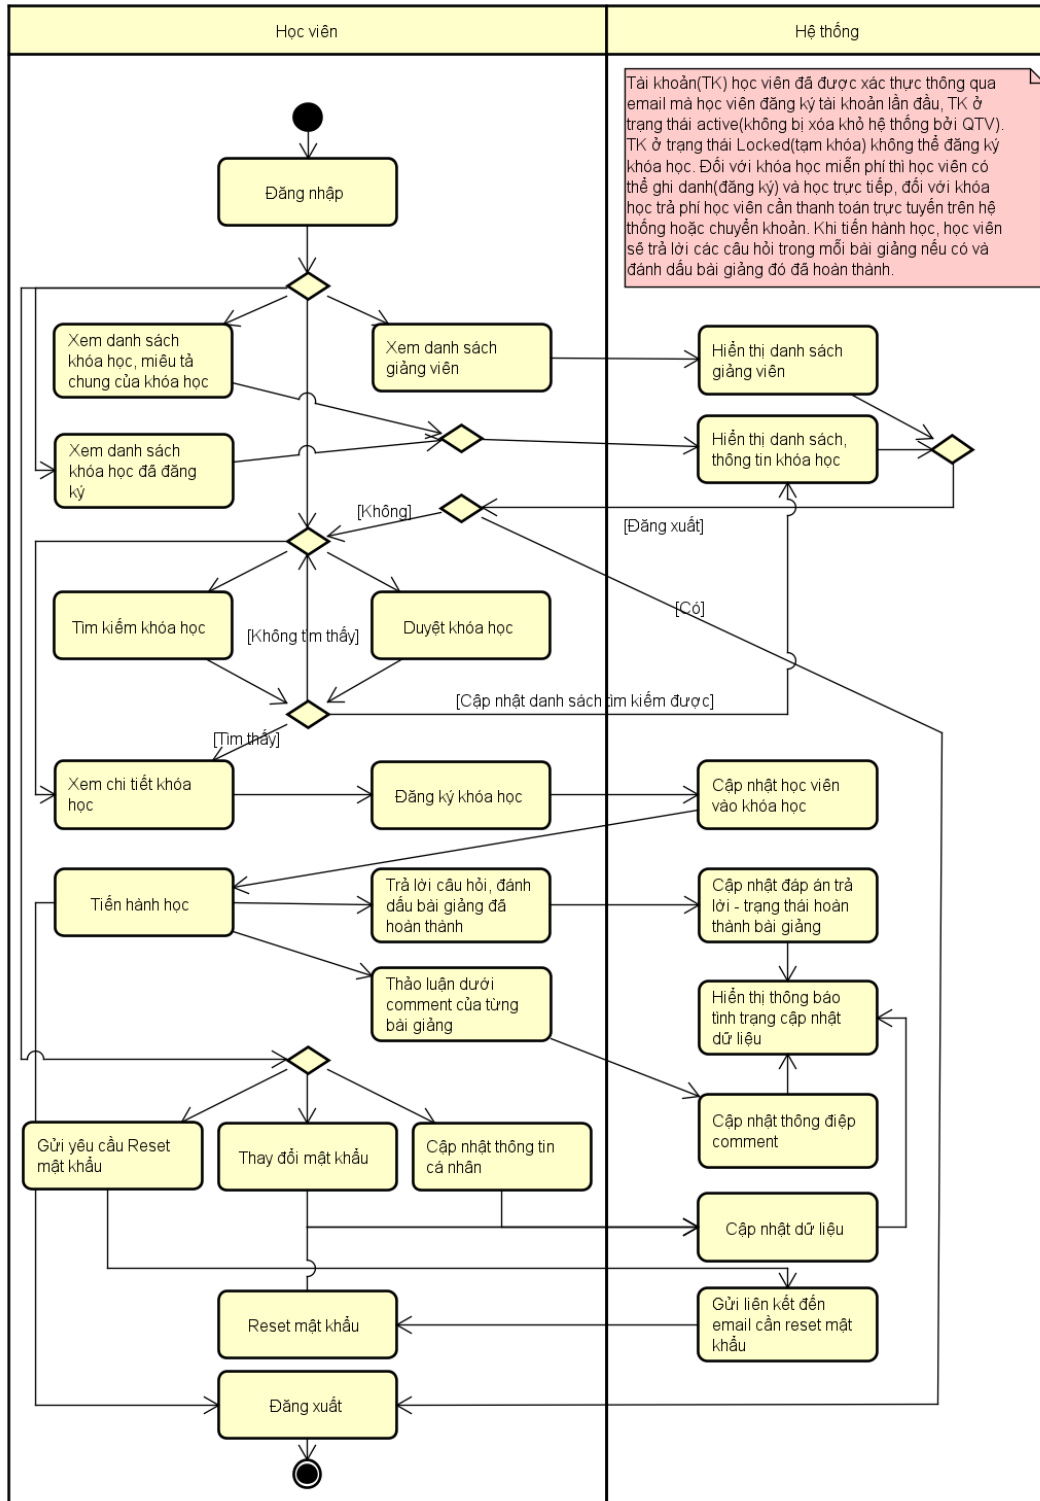 Học viên
Hệ thống
Tài khoản(TK) học viên đã được xác thực thông qua
email mà học viên đăng ký tài khoản lần đầu, TK ở
trạng thái active(không bị xóa khỏ hệ thống bởi QTV).
TK ở trạng thái Locked(tạm khóa) không thể đăng ký
khóa học. Đối với khóa học miễn phí thì học viên có
thể ghi danh(đăng ký) và học trực tiếp, đối với khóa
học trả phí học viên cần thanh toán trực tuyến trên hệ
thống hoặc chuyển khoản. Khi tiến hành học, học viên
sẽ trả lời các câu hỏi trong mỗi bài giảng nếu có và
đánh dấu bài giảng đó đã hoàn thành.
Đăng nhập
Xem danh sách
khóa học, miêu tả
chung của khóa học
Xem danh sách
giảng viên
Hiển thị danh sách
giảng viên
Xem danh sách
khóa học đã đăng
ký
Hiển thị danh sách,
thông tin khóa học
[Không]
[Đăng xuất]
[Có]
Tìm kiếm khóa học
[Không tìm thấy]
Duyệt khóa học
[Cập nhật danh sách tìm kiếm được]
[Tìm thấy]
Xem chi tiết khóa
học
Đăng ký khóa học
Cập nhật học viên
vào khóa học
Tiến hành học
Trả lời câu hỏi, đánh
dấu bài giảng đã
hoàn thành
Cập nhật đáp án trả
lời - trạng thái hoàn
thành bài giảng
Thảo luận dưới
comment của từng
bài giảng
Hiển thị thông báo
tình trạng cập nhật
dữ liệu
Gửi yêu cầu Reset
mật khẩu
Thay đổi mật khẩu
Cập nhật thông tin
cá nhân
Cập nhật thông điệp
comment
Cập nhật dữ liệu
Reset mật khẩu
Gửi liên kết đến
email cần reset mật
khẩu
Đăng xuất